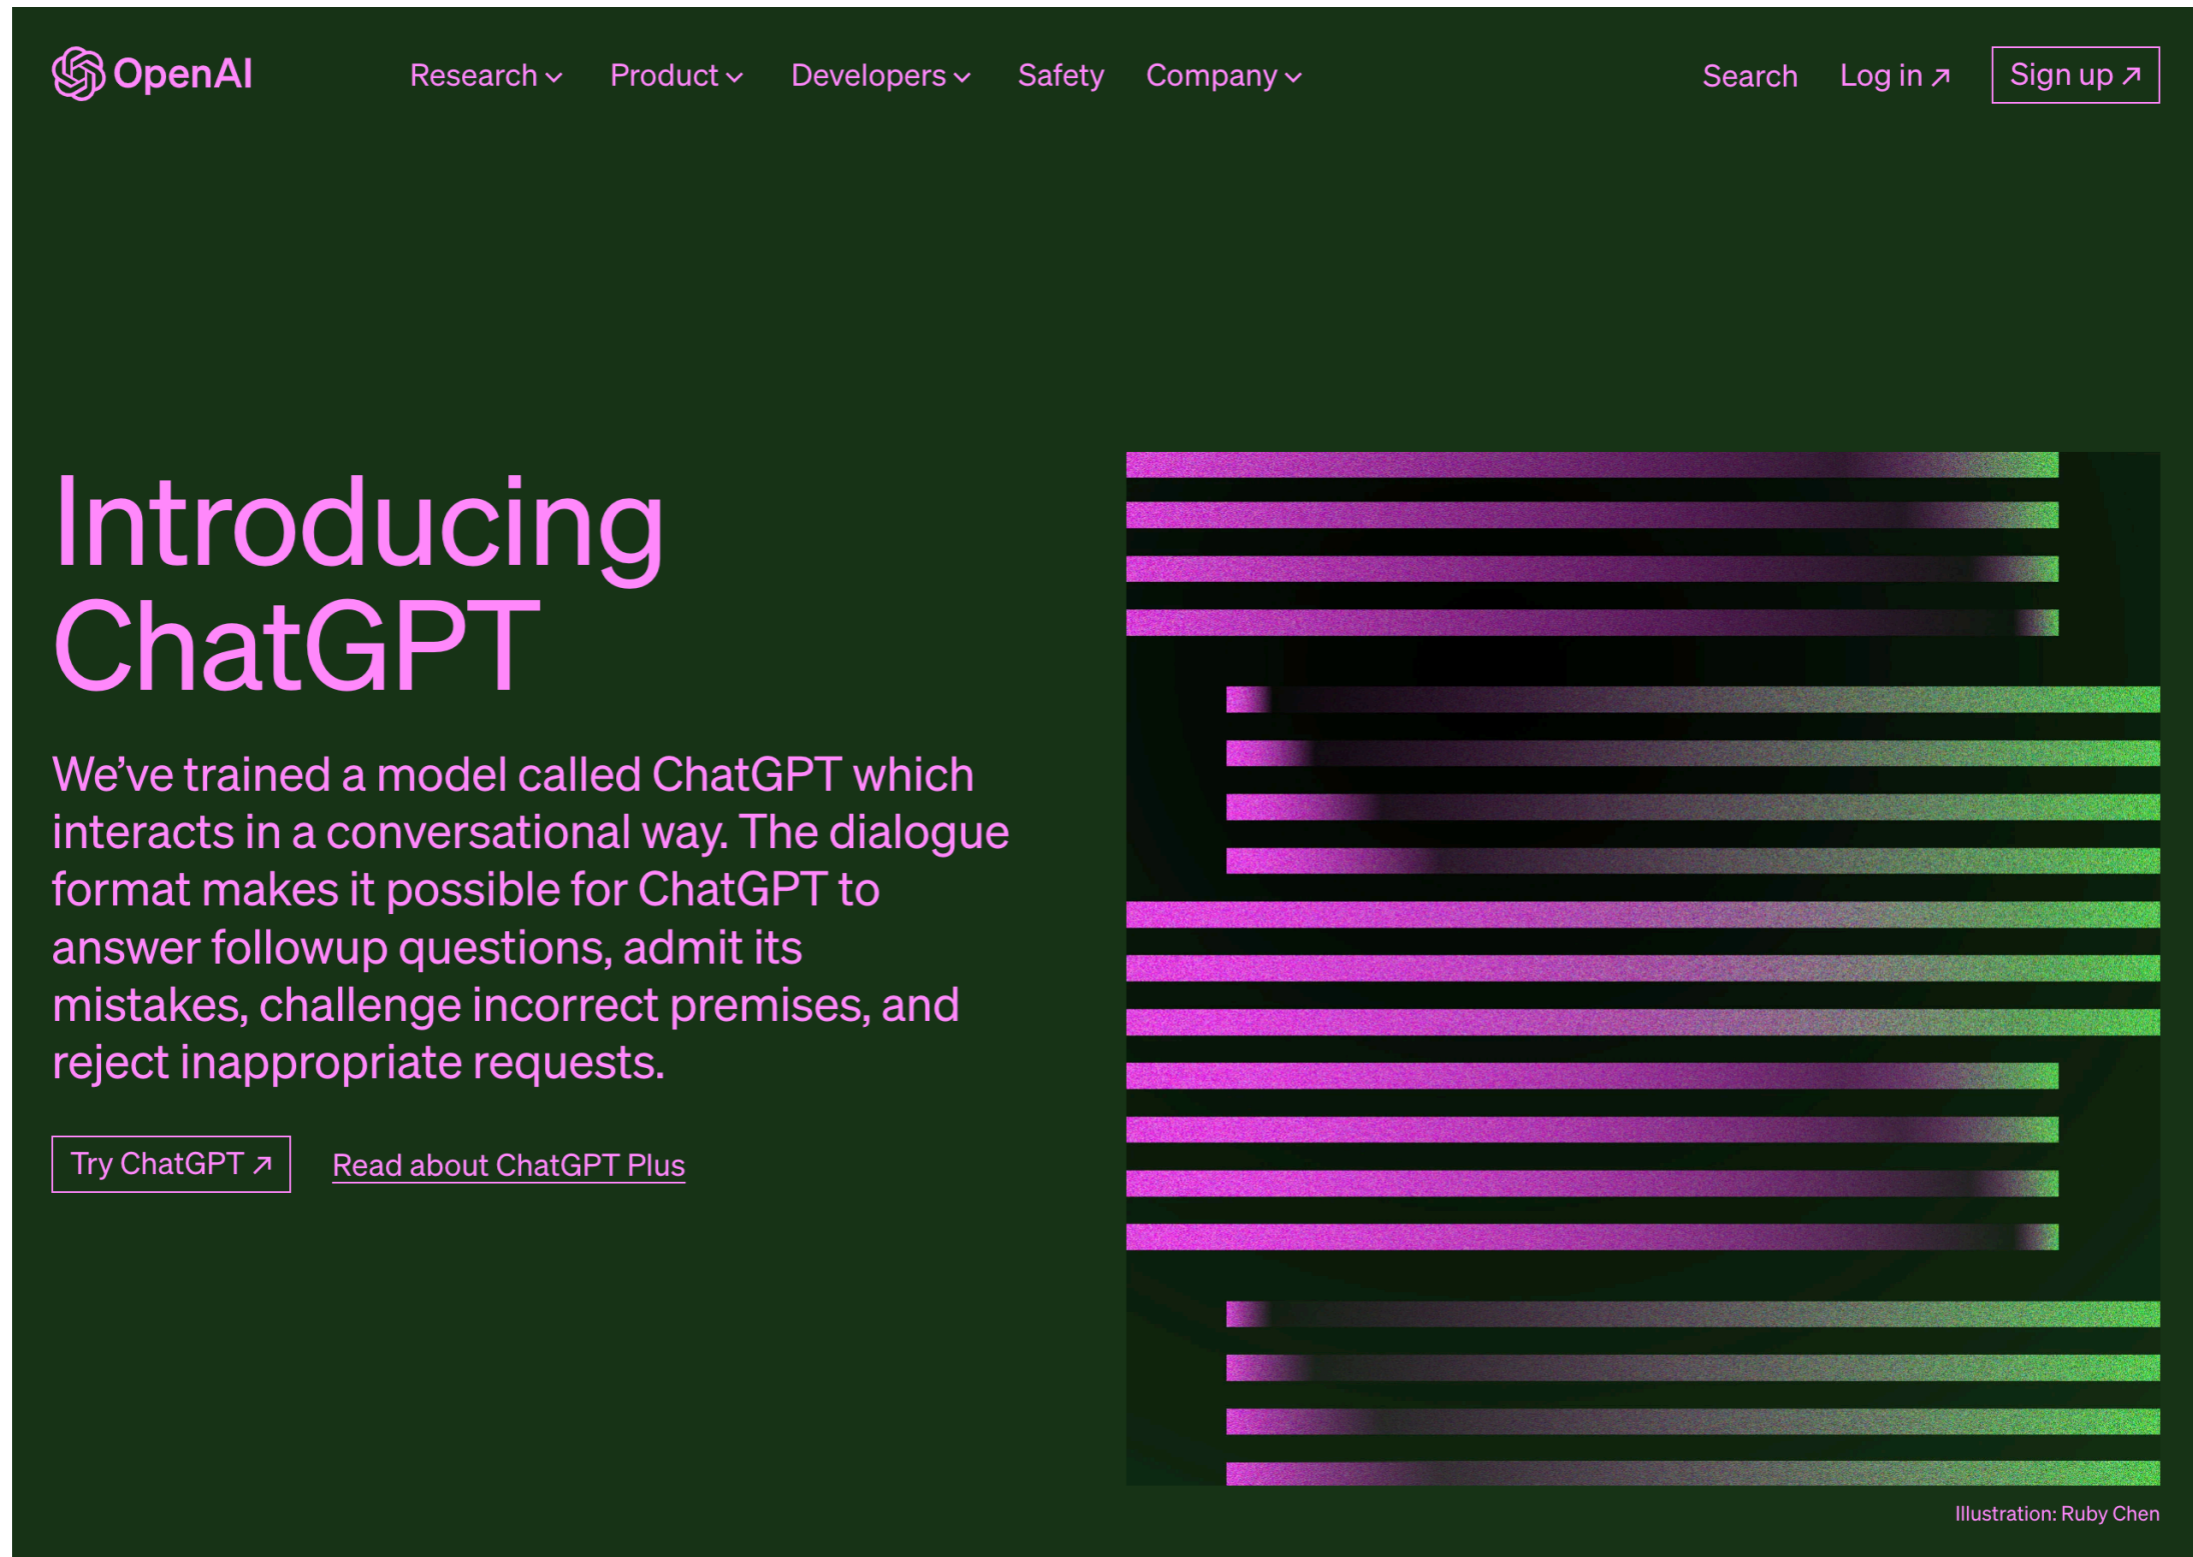 OpenAI
Research Product Developers Safety Company
Search Log in ↗ Sign up ↗
Introducing
ChatGPT
We’ve trained a model called ChatGPT which
interacts in a conversational way. The dialogue
format makes it possible for ChatGPT to
answer followup questions, admit its
mistakes, challenge incorrect premises, and
reject inappropriate requests.
Try ChatGPT ↗ Read about ChatGPT Plus
Illustration: Ruby Chen